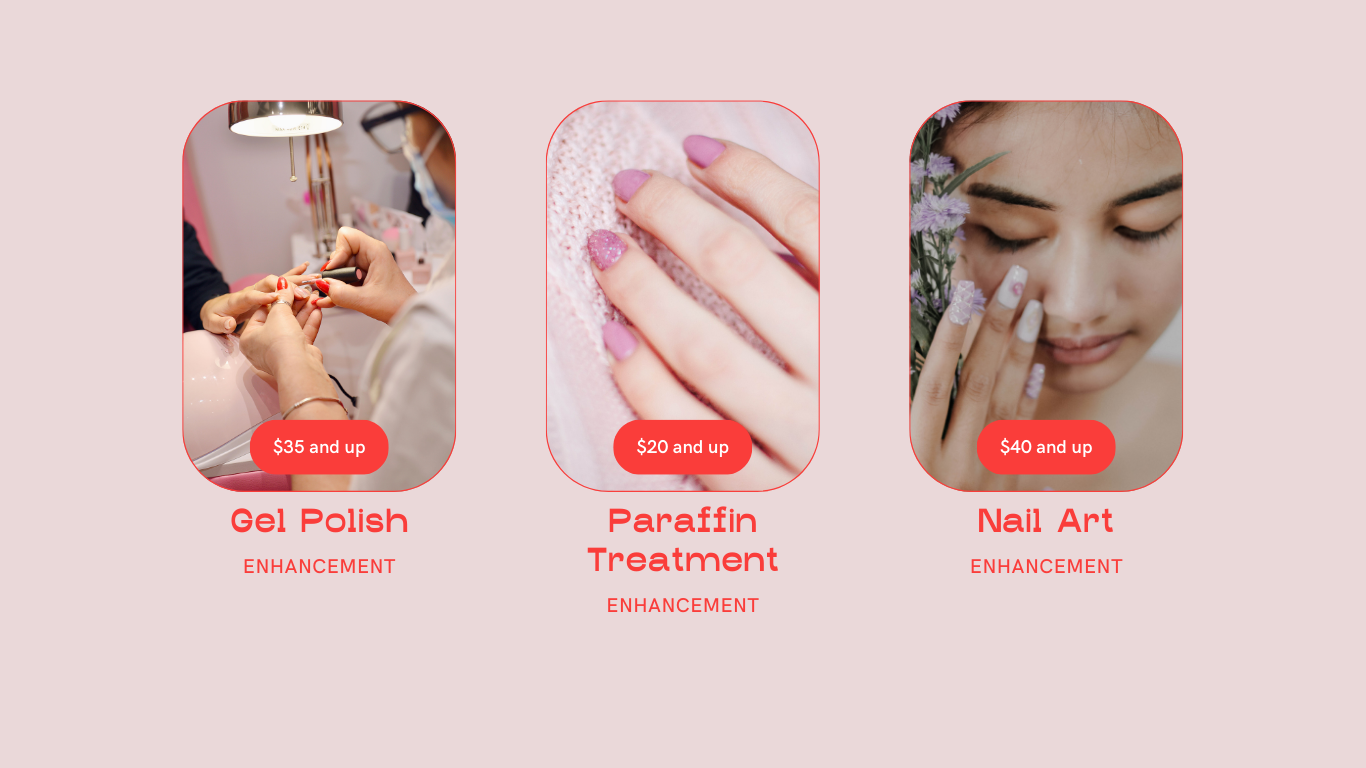 $35 and up
Gel Polish
ENHANCEMENT
$20 and up
Paraffin
Treatment
ENHANCEMENT
$40 and up
Nail Art
ENHANCEMENT